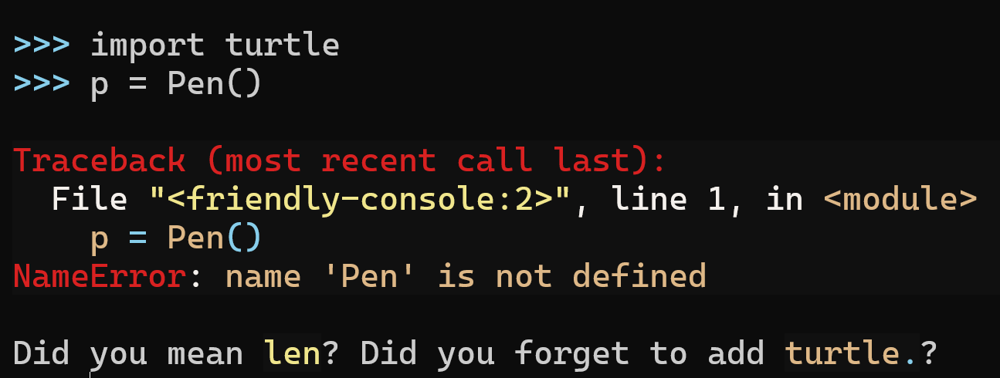 >>> import turtle
>>> p = Pen()
Traceback (most recent call last):
  File "<friendly-console:2>", line 1, in <module>
    p = Pen()
NameError: name 'Pen' is not defined
Did you mean len? Did you forget to add turtle.?